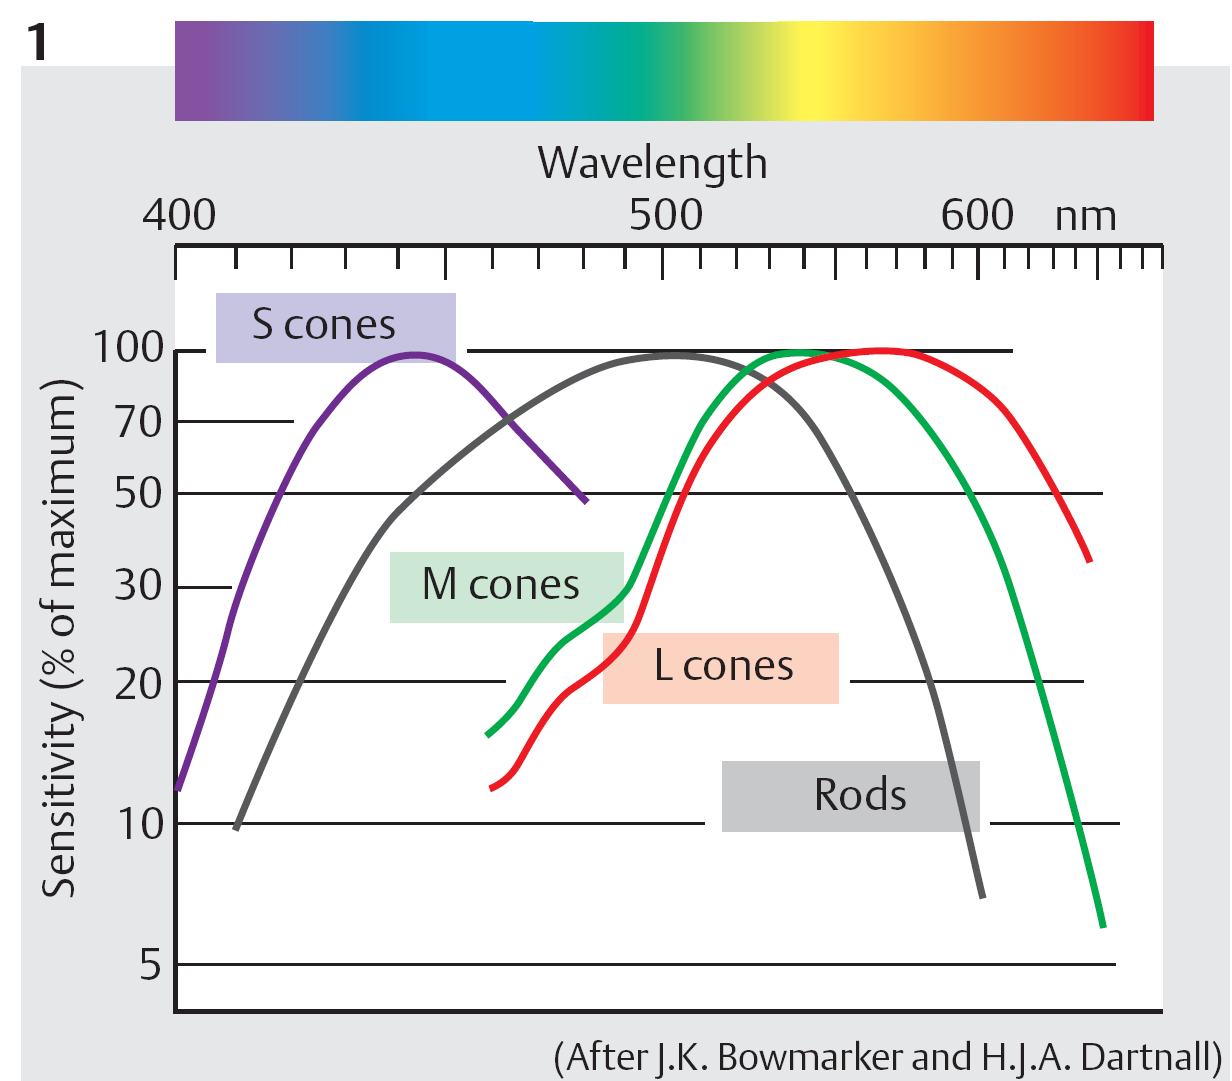 1
Wavelength
400 500 600 nm
S cones
100
70
50
30
M cones
L cones
20
Rods
10
5
Sensitivity (% of maximum)
(After J.K. Bowmarker and H.J.A. Dartnall)